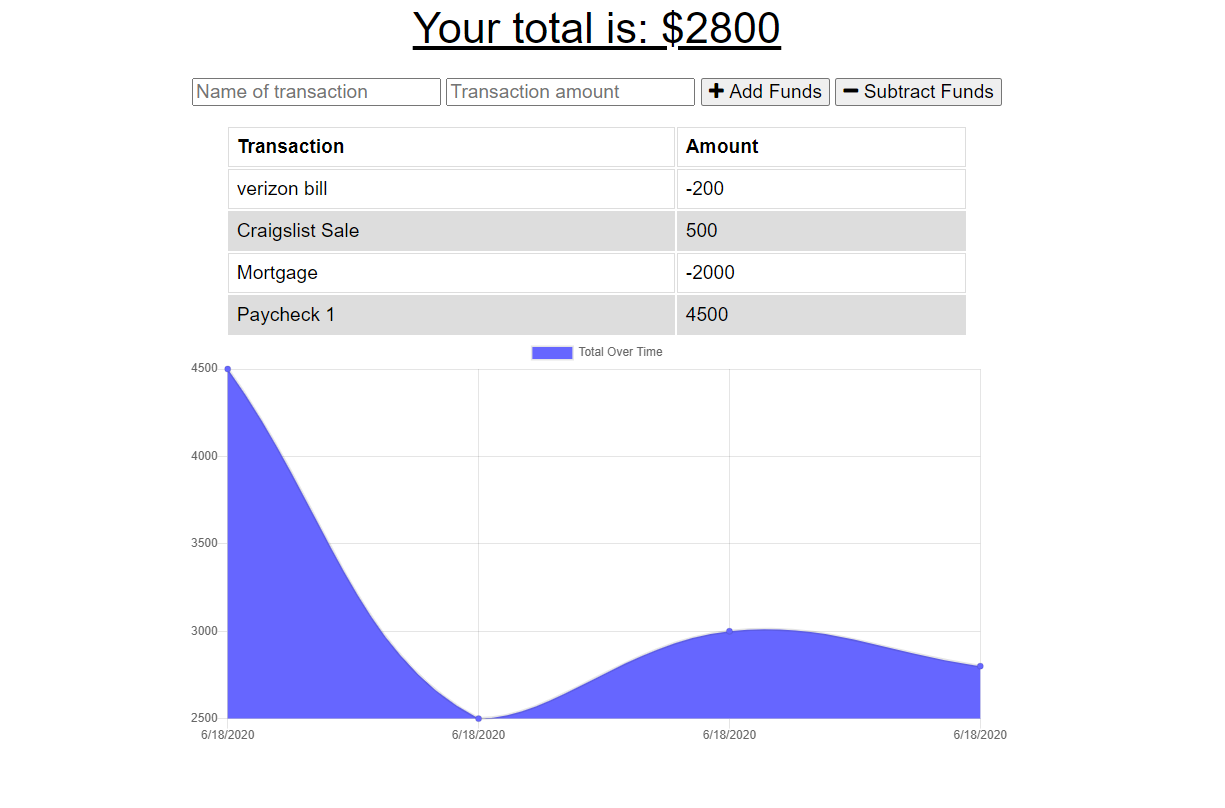 Your total is: $2800
Name of transaction Transaction amount Add Funds Subtract Funds
Transaction Amount
verizon bill -200
Craigslist Sale 500
Mortgage -2000
Paycheck 1 4500
Total Over Time
4500
4000
3500
3000
2500
6/18/2020 6/18/2020 6/18/2020 6/18/2020